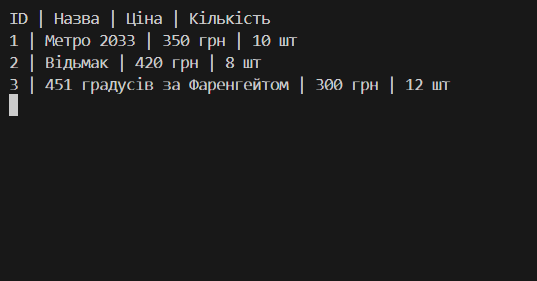 ID | Назва | Ціна | Кількість
1 | Метро 2033 | 350 грн | 10 шт
2 | Відьмак | 420 грн | 8 шт
3 | 451 градусів за Фаренгейтом | 300 грн | 12 шт